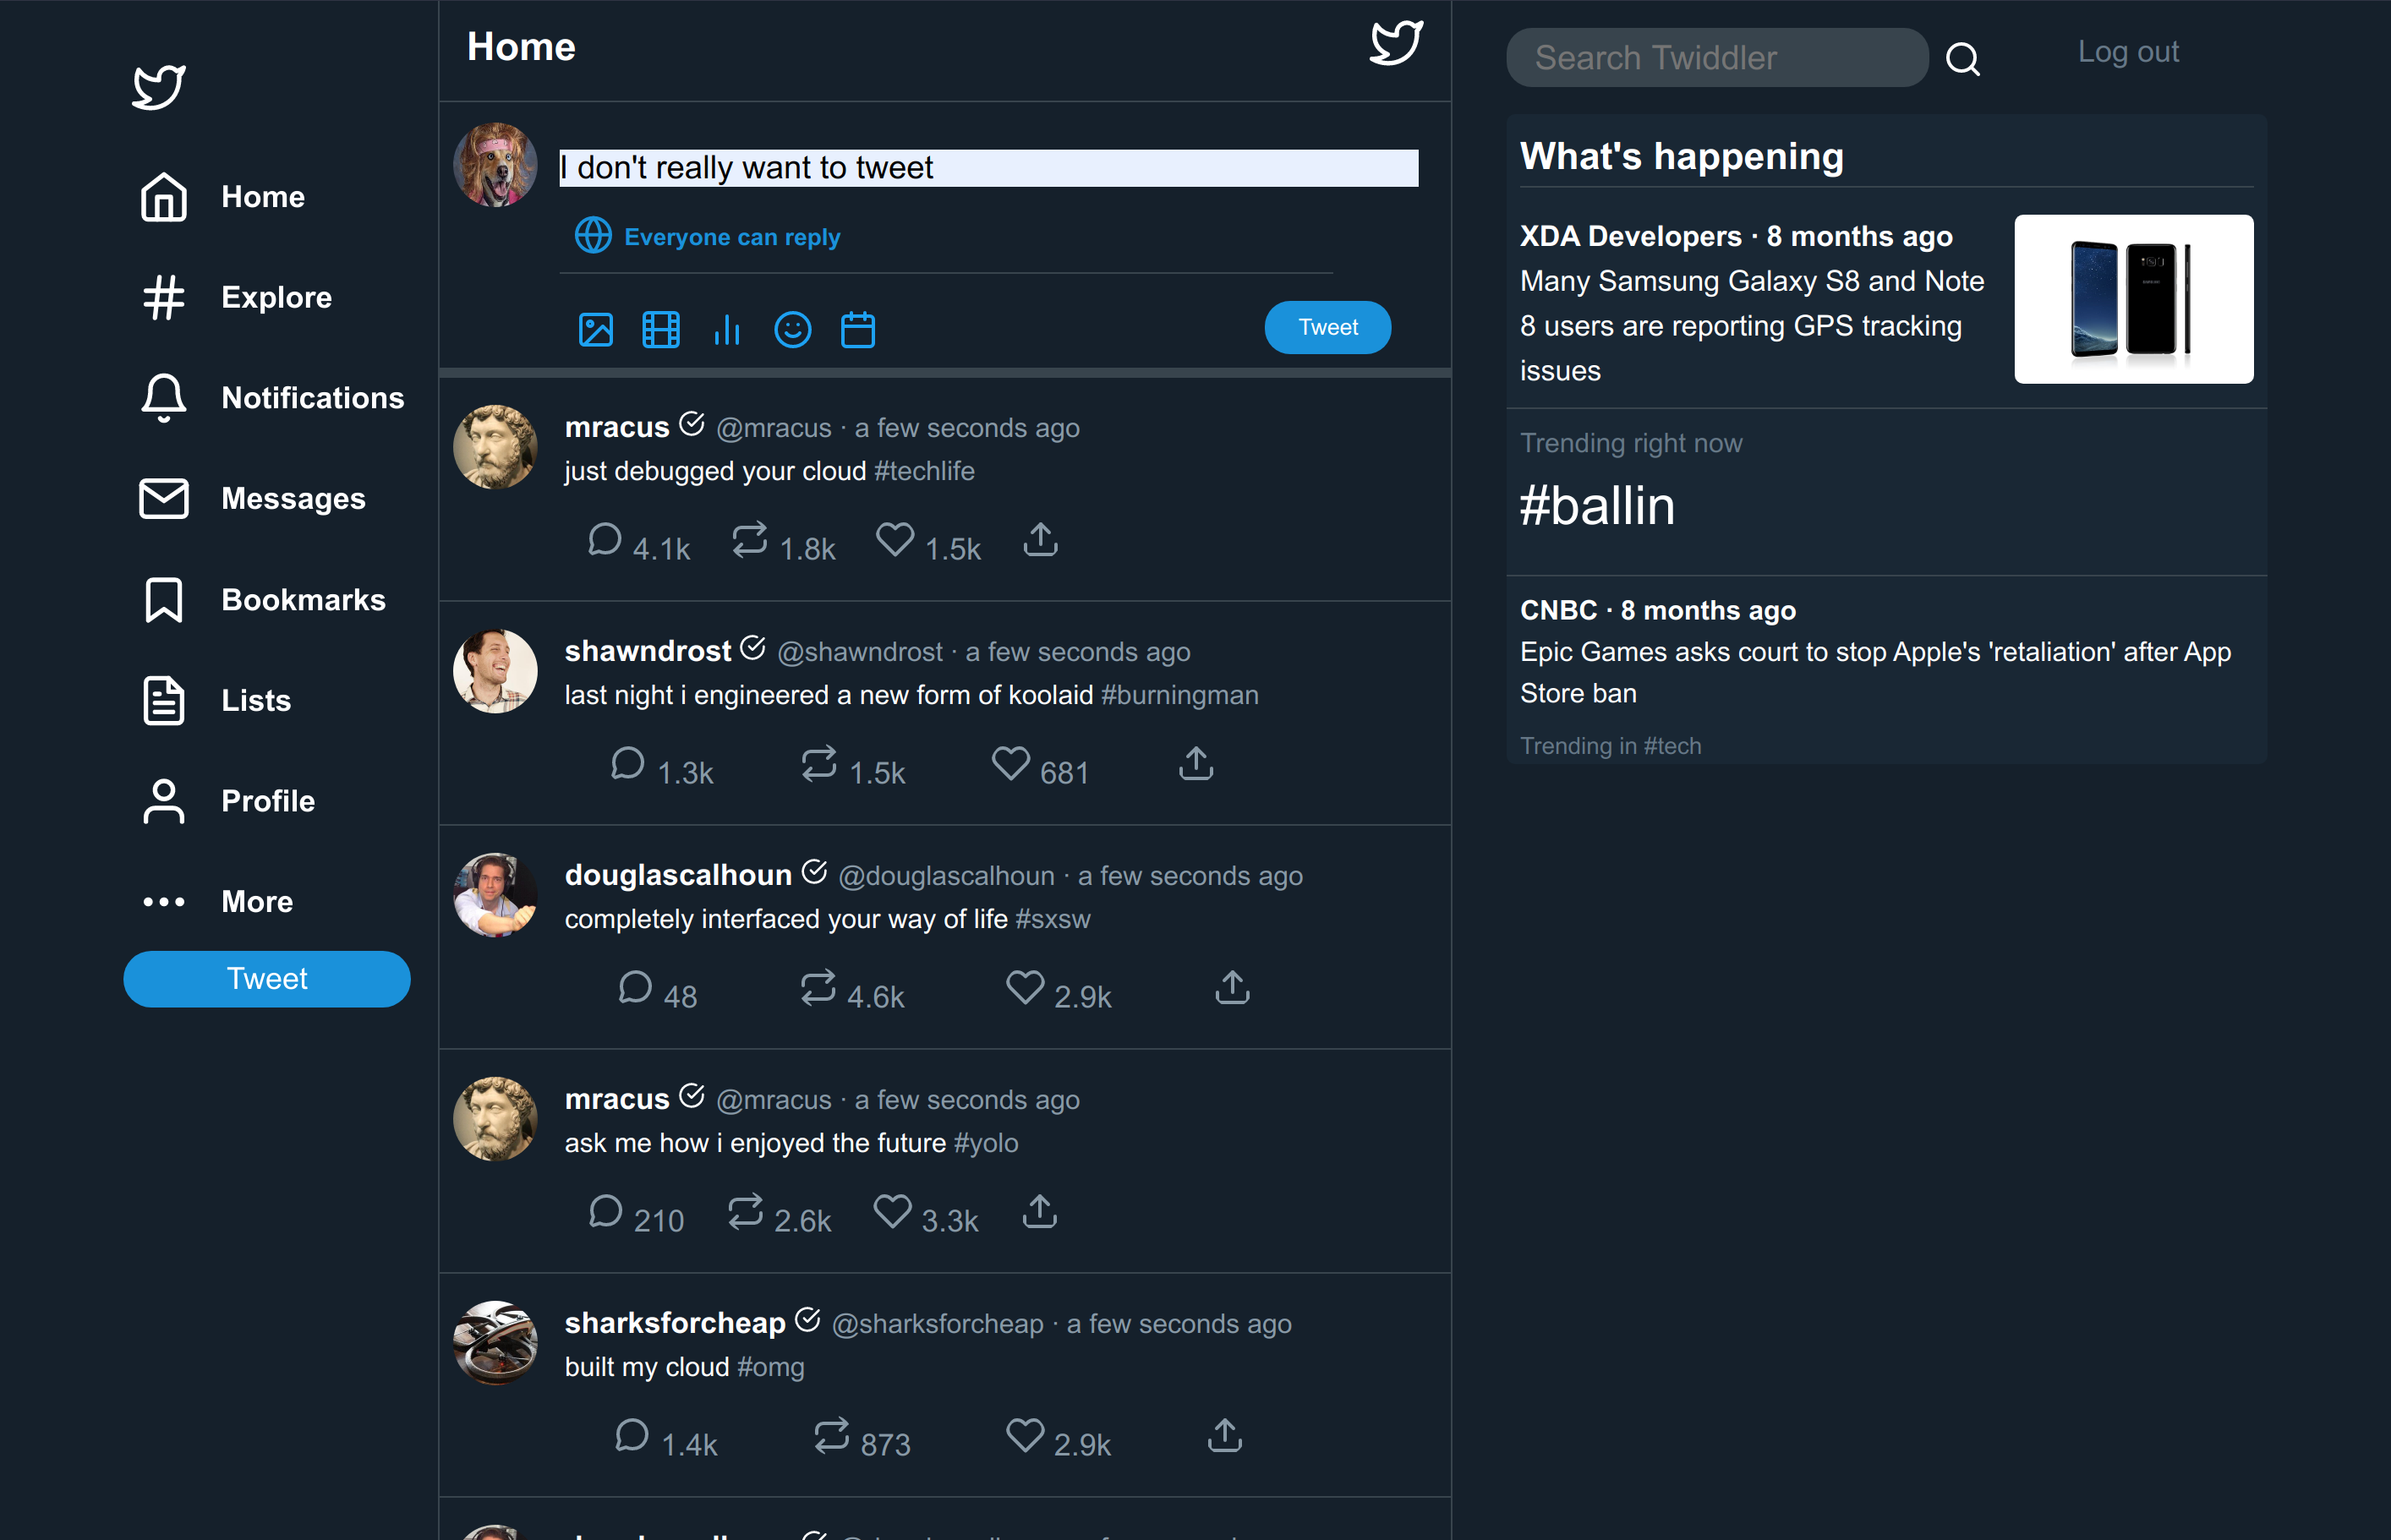 Home
Explore
Notifications
Messages
Bookmarks
Lists
Profile
More
Tweet
Home
I don't really want to tweet
Everyone can reply
Tweet
mracus @mracus · a few seconds ago
just debugged your cloud #techlife
4.1k 1.8k 1.5k
shawndrost @shawndrost · a few seconds ago
last night i engineered a new form of koolaid #burningman
1.3k 1.5k 681
douglascalhoun @douglascalhoun · a few seconds ago
completely interfaced your way of life #sxsw
48 4.6k 2.9k
mracus @mracus · a few seconds ago
ask me how i enjoyed the future #yolo
210 2.6k 3.3k
sharksforcheap @sharksforcheap · a few seconds ago
built my cloud #omg
1.4k 873 2.9k
Search Twiddler
Log out
What's happening
XDA Developers · 8 months ago
Many Samsung Galaxy S8 and Note
8 users are reporting GPS tracking
issues
Trending right now
#ballin
CNBC · 8 months ago
Epic Games asks court to stop Apple's 'retaliation' after App
Store ban
Trending in #tech